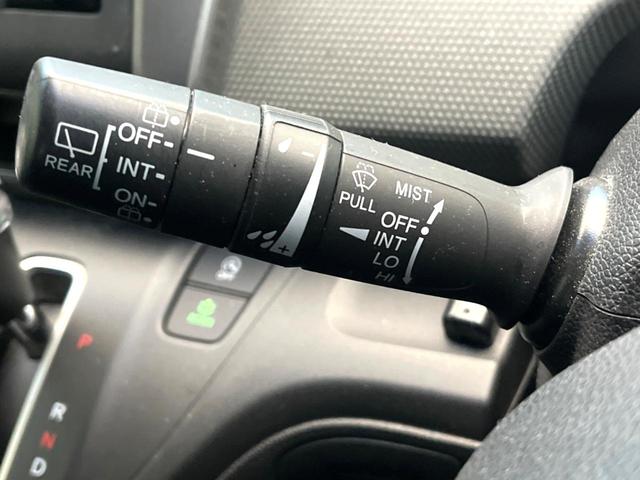 REAR
OFF
INT
ON
PULL
MIST
OFF
INT
LO
HI
P
R
N
D